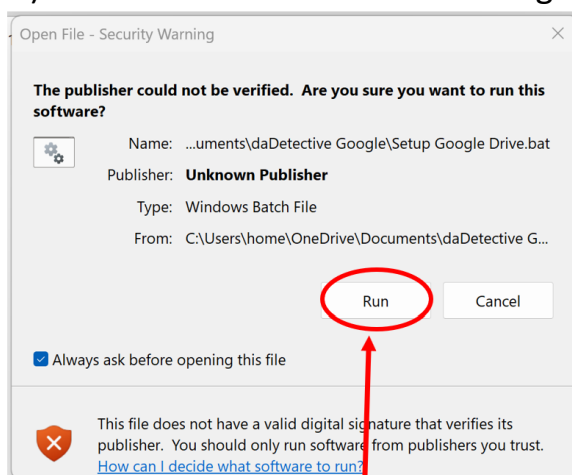 Open File - Security Warning
The publisher could not be verified.  Are you sure you want to run this
software?
Name: ...uments\daDetective Google\Setup Google Drive.bat
Publisher: Unknown Publisher
Type: Windows Batch File
From: C:\Users\home\OneDrive\Documents\daDetective G...
Run Cancel
Always ask before opening this file
This file does not have a valid digital signature that verifies its
publisher.  You should only run software from publishers you trust.
How can I decide what software to run?